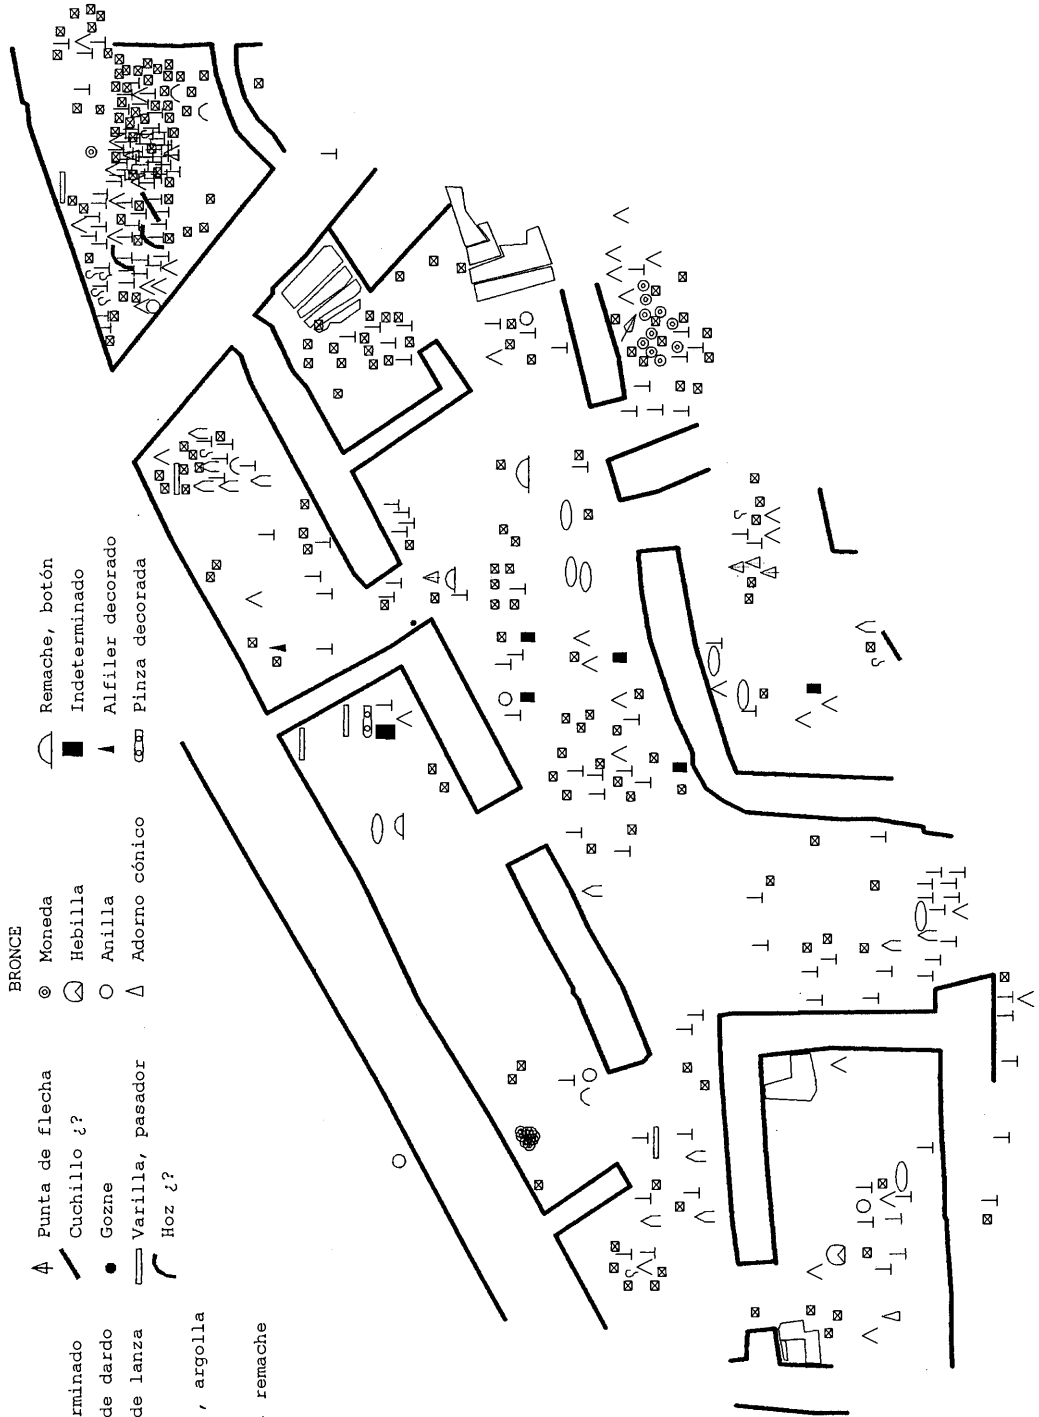 BRONCE
Moneda
Hebilla
Anilla
Adorno cónico
Remache, botón
Indeterminado
Alfiler decorado
Pinza decorada
Punta de flecha
Cuchillo ¿?
Gozne
Varilla, pasador
Hoz ¿?
rminado
de dardo
de lanza
, argolla
remache